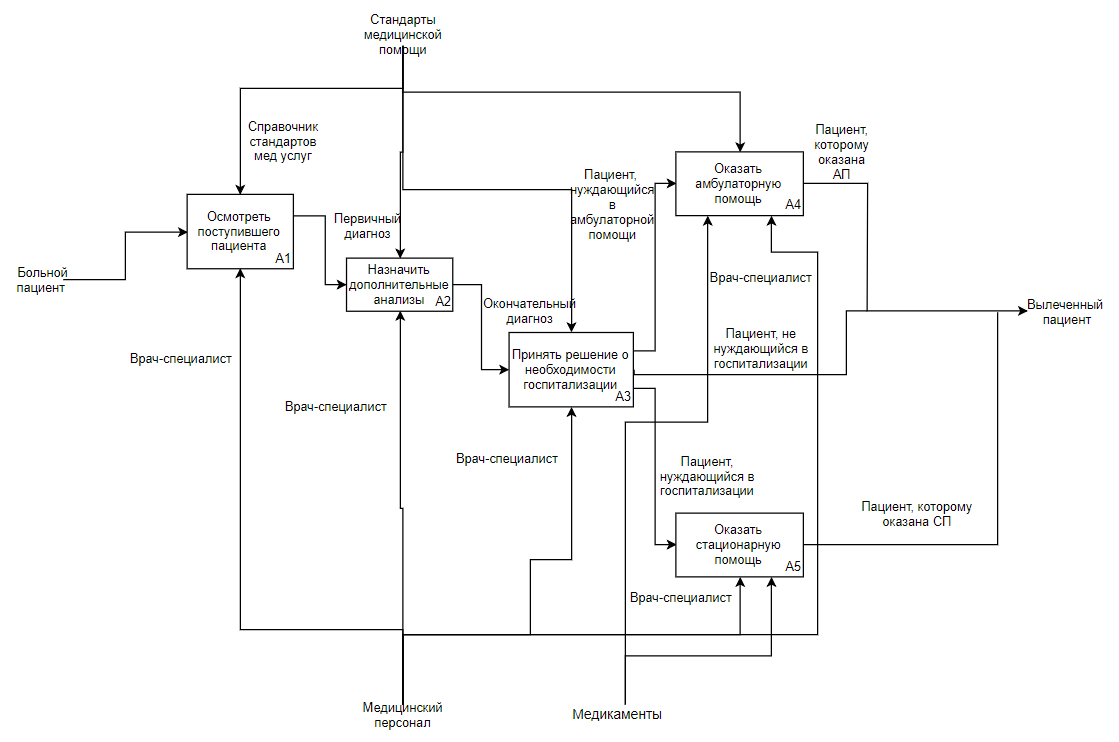 Стандарты
медицинской
помощи
Справочник
стандартов
мед услуг
Пациент,
которому
оказана
АП
Оказать
амбулаторную
помощь
А4
Пациент,
нуждающийся
в
амбулаторной
помощи
Осмотреть
поступившего
пациента
А1
Первичный
диагноз
Больной
пациент
Назначить
дополнительные
анализы
А2
Врач-специалист
Окончательный
диагноз
Вылеченный
пациент
Принять решение о
необходимости
госпитализации
А3
Пациент, не
нуждающийся в
госпитализации
Врач-специалист
Врач-специалист
Врач-специалист
Пациент,
нуждающийся в
госпитализации
Пациент, которому
оказана СП
Оказать
стационарную
помощь
А5
Врач-специалист
Медицинский
персонал
Медикаменты